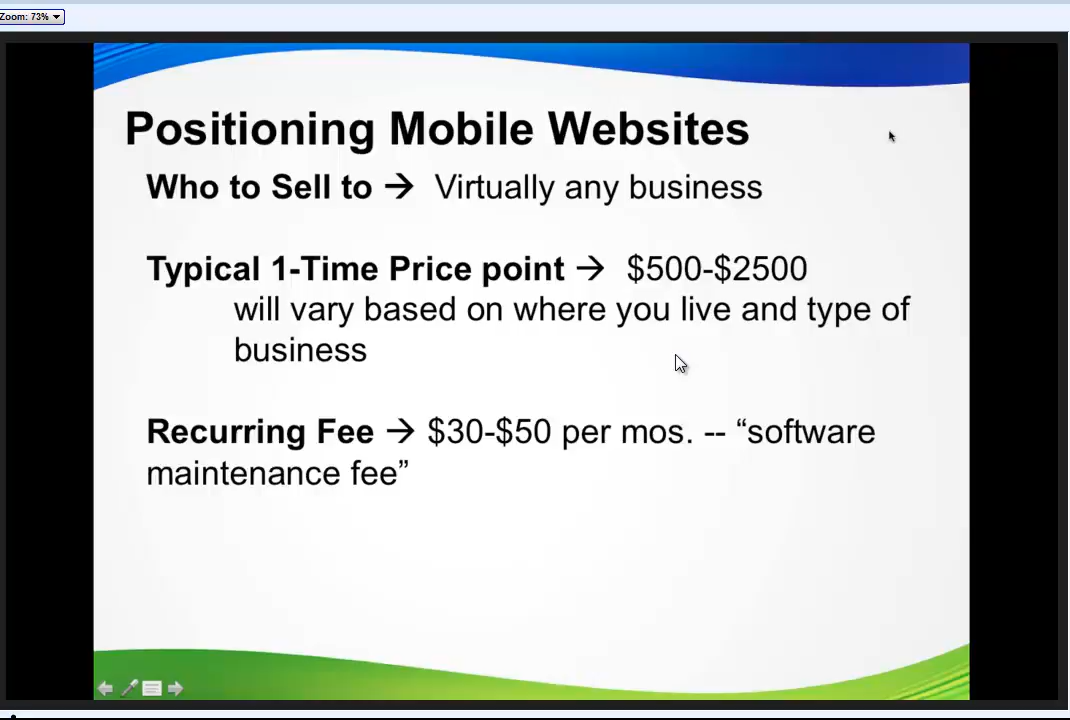 Zoom: 73%
Positioning Mobile Websites
Who to Sell to → Virtually any business
Typical 1-Time Price point → $500-$2500
will vary based on where you live and type of
business
Recurring Fee → $30-$50 per mos. -- “software
maintenance fee”